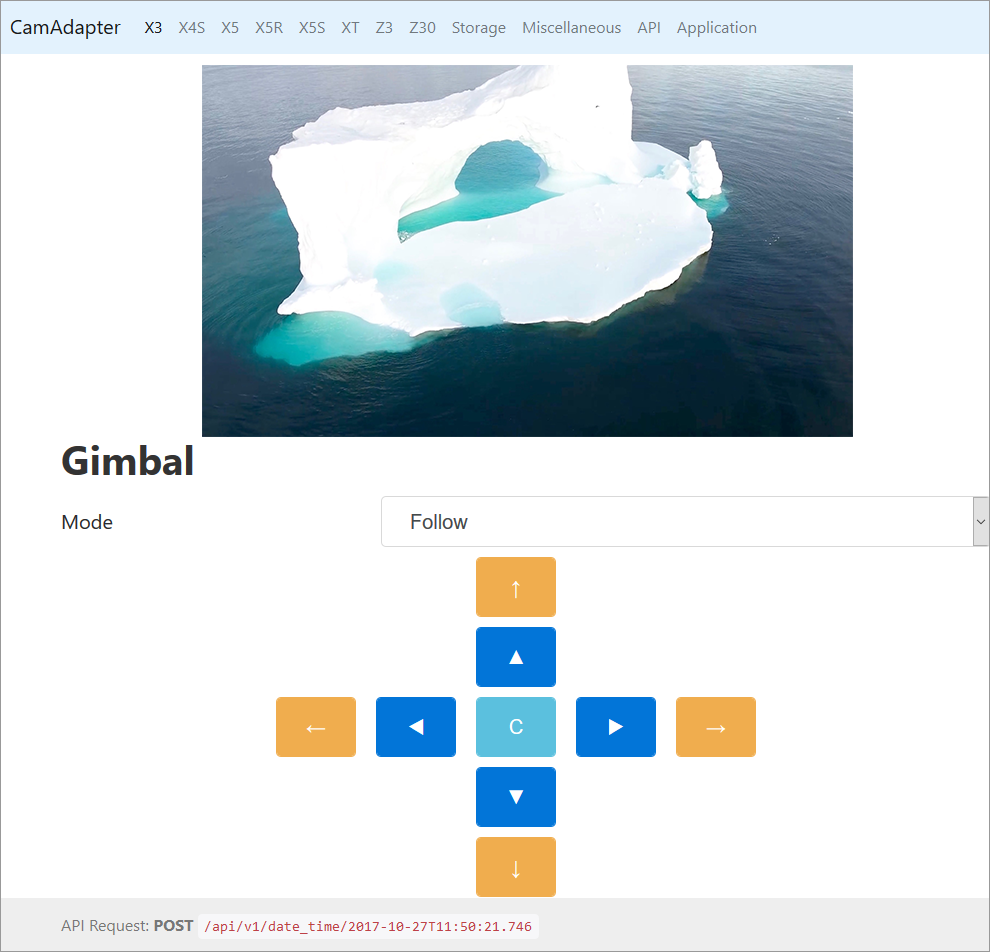 CamAdapter X3 X4S X5 X5R X5S XT Z3 Z30 Storage Miscellaneous API Application
Gimbal
Mode Follow
↑
▲
← ◀ C ▶ →
▼
↓
API Request: POST /api/v1/date_time/2017-10-27T11:50:21.746